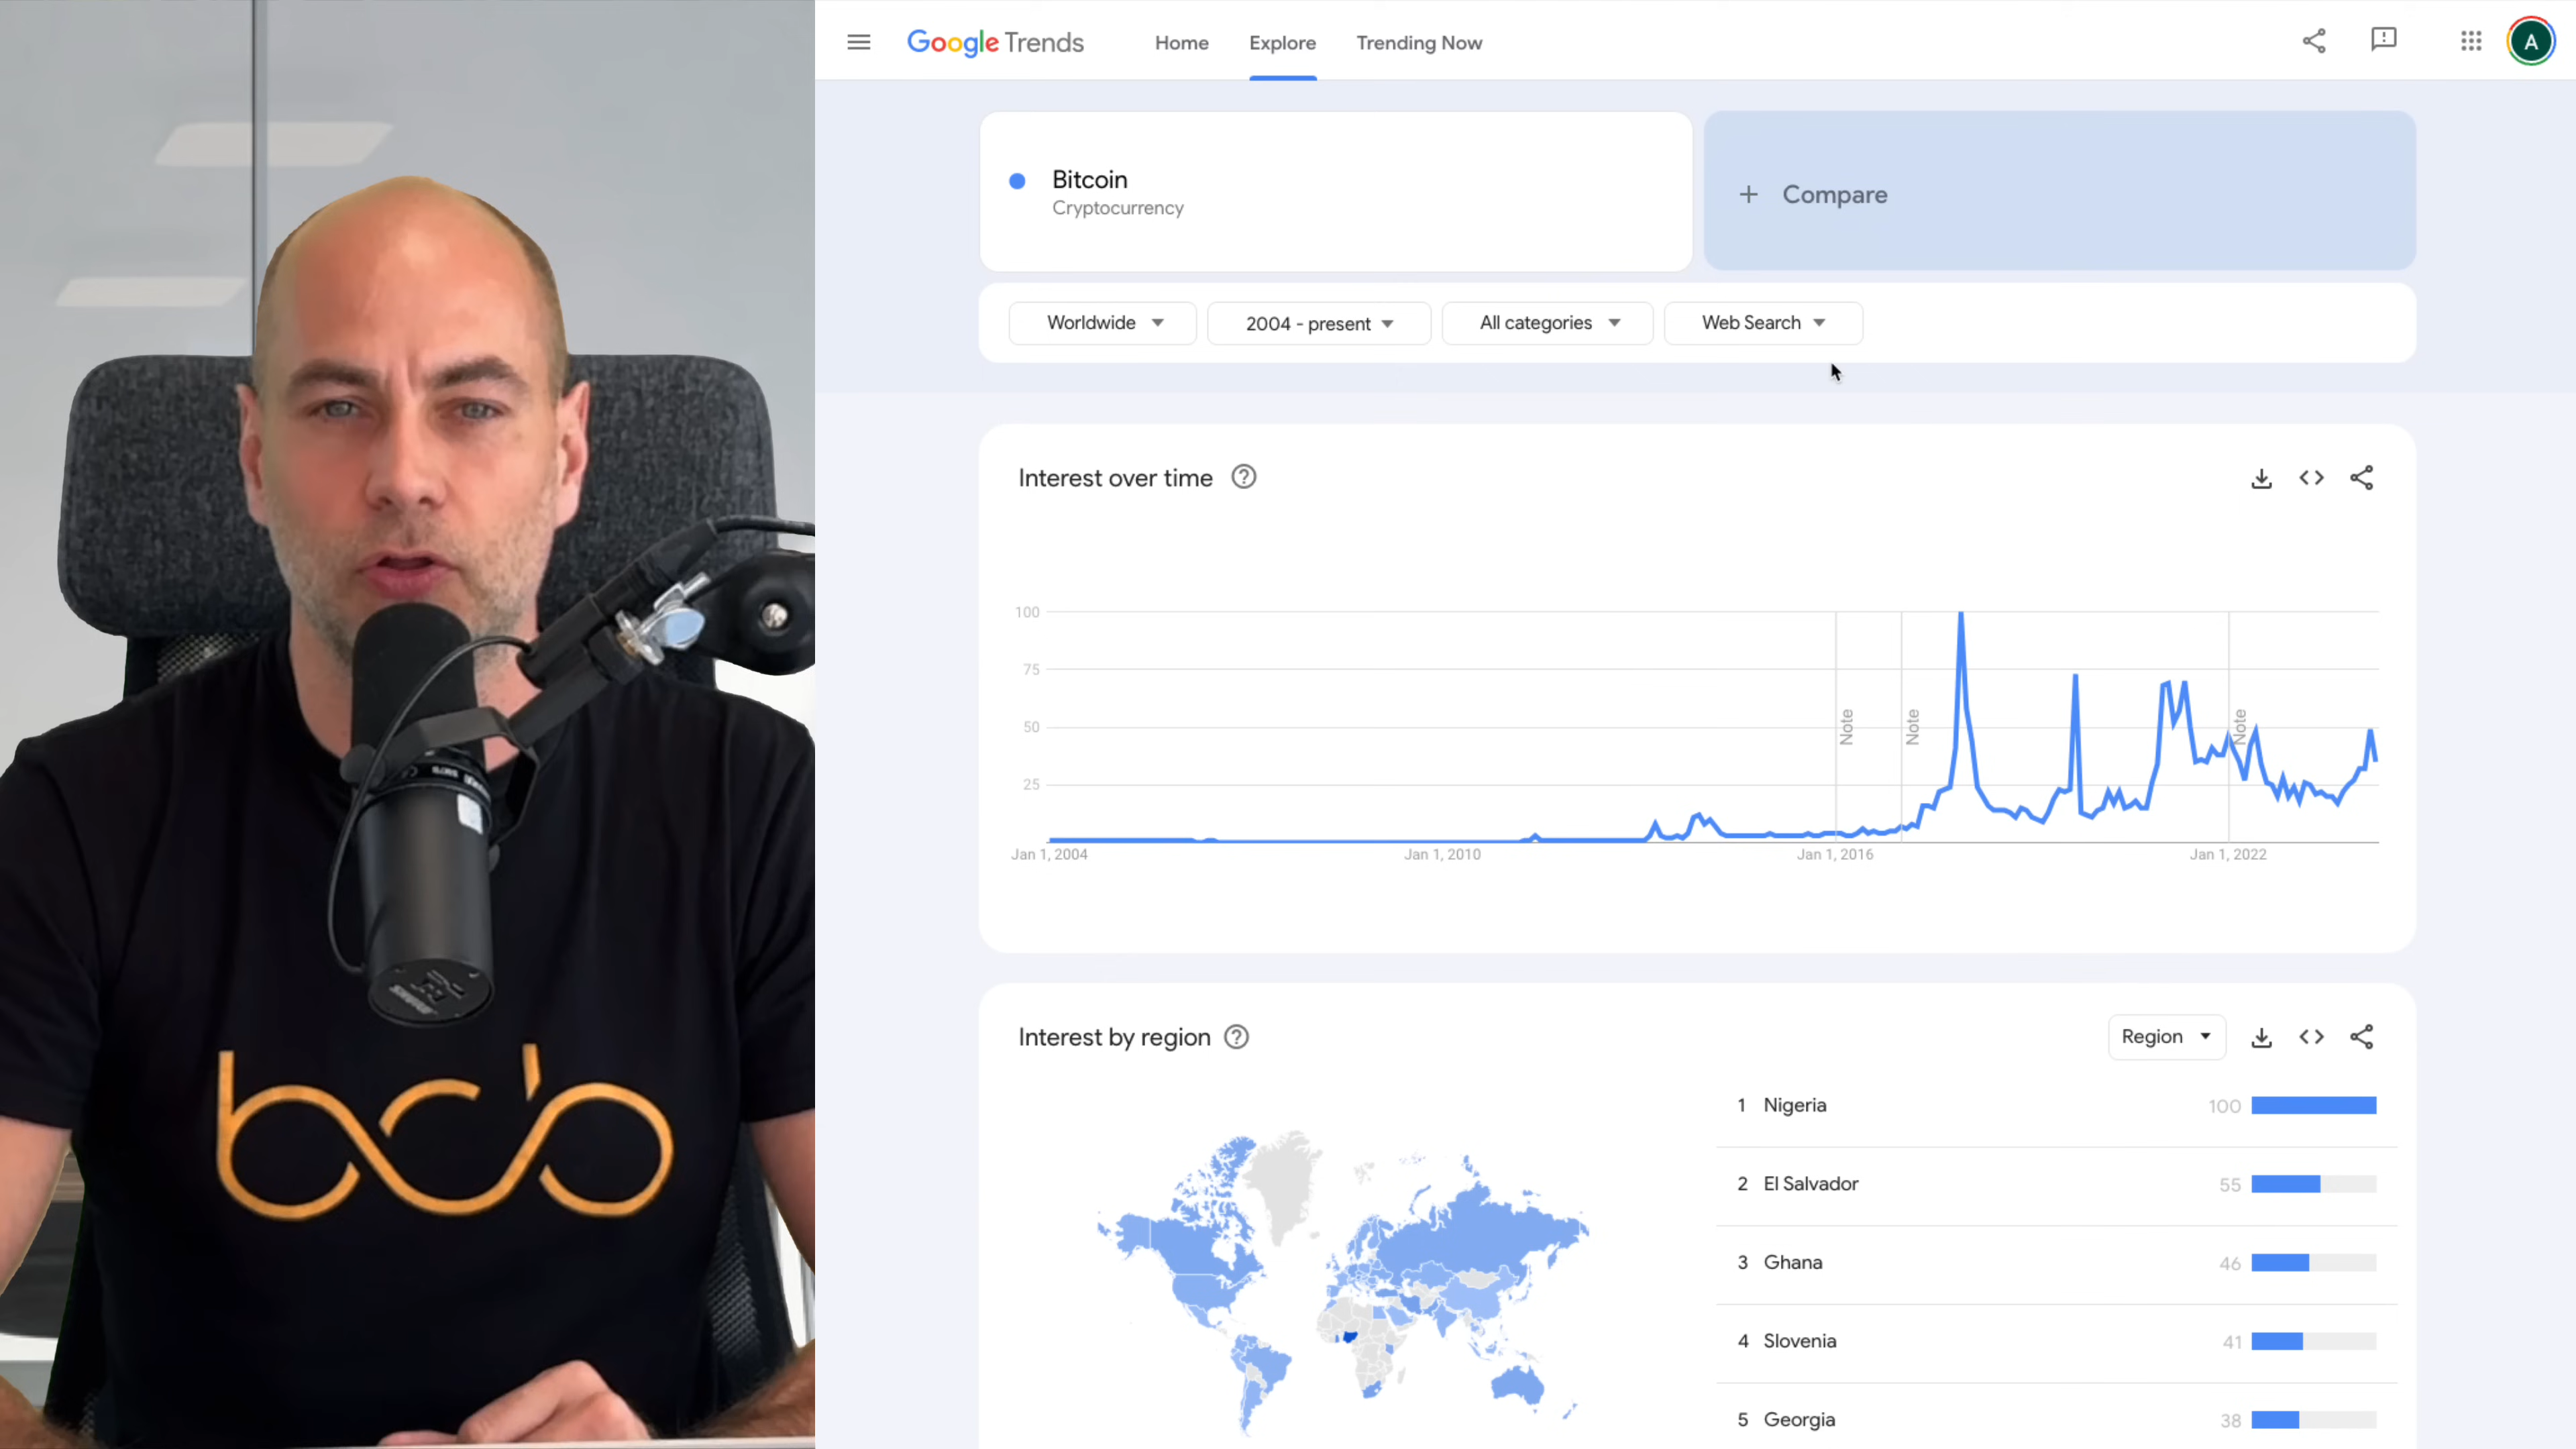 Google Trends
Home
Explore
Trending Now
A
Bitcoin
Cryptocurrency
+ Compare
Worldwide
2004 - present
All categories
Web Search
Interest over time
100
75
50
25
Note
Note
Note
Jan 1, 2004
Jan 1, 2010
Jan 1, 2016
Jan 1, 2022
Interest by region
Region
1 Nigeria 100
2 El Salvador 55
3 Ghana 46
4 Slovenia 41
5 Georgia 38
bcb